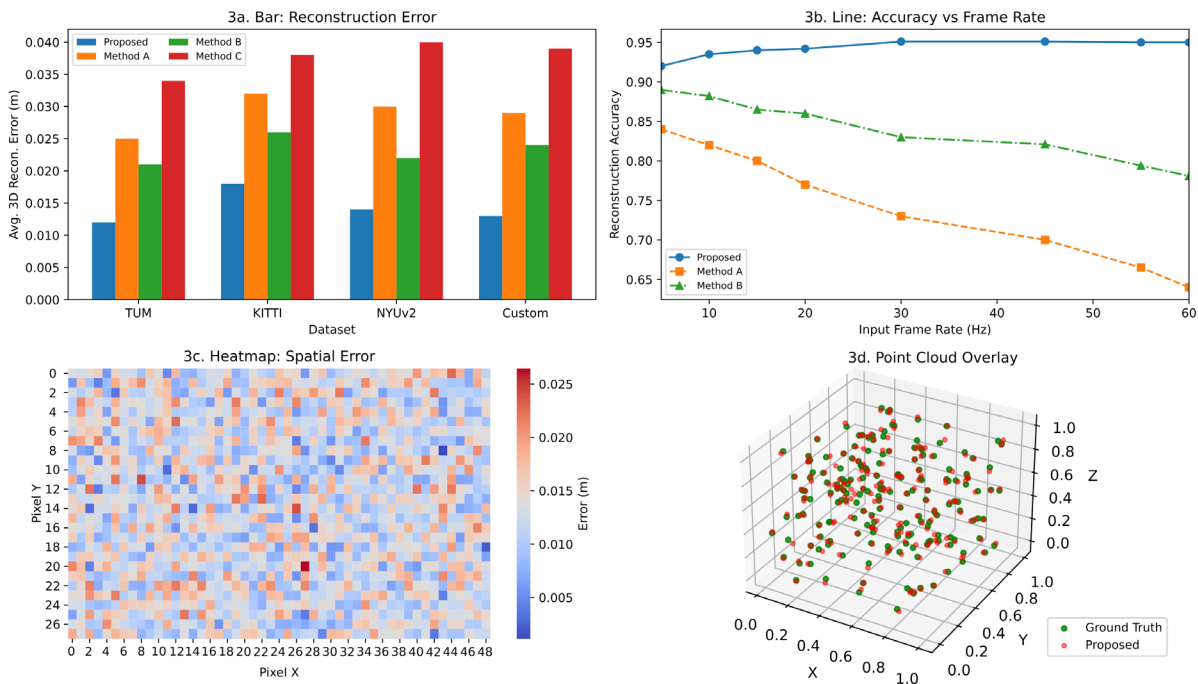 3a. Bar: Reconstruction Error
Avg. 3D Recon. Error (m)
0.040
0.035
0.030
0.025
0.020
0.015
0.010
0.005
0.000
Proposed
Method A
Method B
Method C
TUM KITTI NYUv2 Custom
Dataset
3b. Line: Accuracy vs Frame Rate
Reconstruction Accuracy
0.95
0.90
0.85
0.80
0.75
0.70
0.65
Proposed
Method A
Method B
10 20 30 40 50 60
Input Frame Rate (Hz)
3c. Heatmap: Spatial Error
Pixel Y
0
2
4
6
8
10
12
14
16
18
20
22
24
26
0 2 4 6 8 10 12 14 16 18 20 22 24 26 28 30 32 34 36 38 40 42 44 46 48
Pixel X
0.025
0.020
0.015
0.010
0.005
Error (m)
3d. Point Cloud Overlay
1.0
0.8
0.6
0.4
0.2
0.0
Z
0.0 0.2 0.4 0.6 0.8 1.0
X
0.0 0.2 0.4 0.6 0.8 1.0
Y
Ground Truth
Proposed